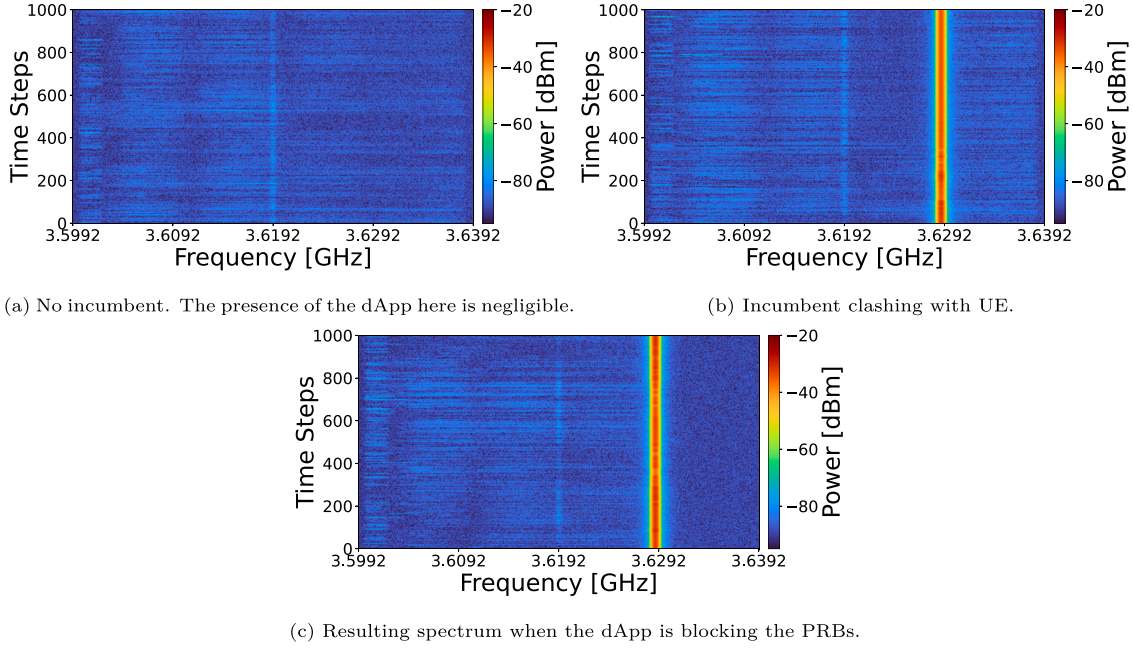 1000
800
600
400
200
0
Time Steps
3.5992 3.6092 3.6192 3.6292 3.6392
Frequency [GHz]
−20
−40
−60
−80
Power [dBm]
(a) No incumbent. The presence of the dApp here is negligible.
1000
800
600
400
200
0
Time Steps
3.5992 3.6092 3.6192 3.6292 3.6392
Frequency [GHz]
−20
−40
−60
−80
Power [dBm]
(b) Incumbent clashing with UE.
1000
800
600
400
200
0
Time Steps
3.5992 3.6092 3.6192 3.6292 3.6392
Frequency [GHz]
−20
−40
−60
−80
Power [dBm]
(c) Resulting spectrum when the dApp is blocking the PRBs.